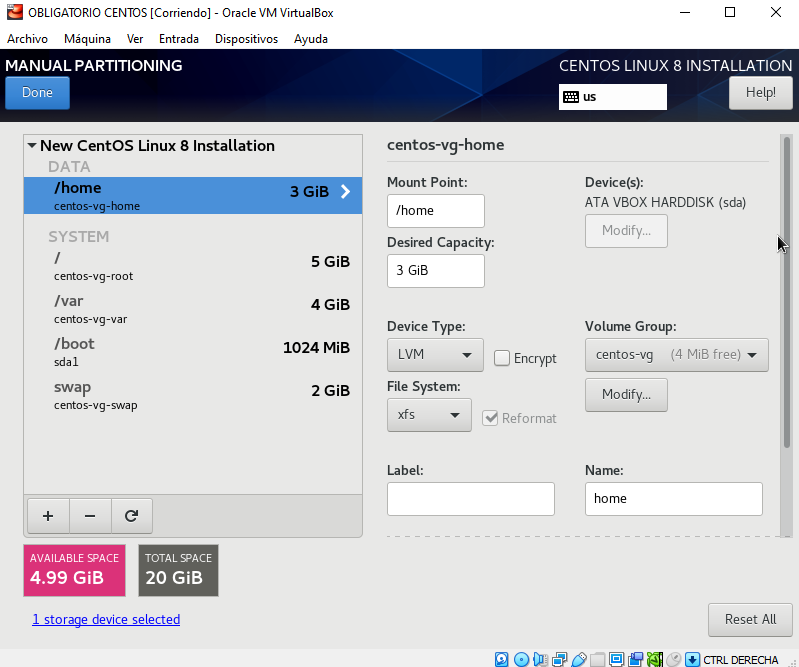 OBLIGATORIO CENTOS [Corriendo] - Oracle VM VirtualBox
Archivo Máquina Ver Entrada Dispositivos Ayuda
MANUAL PARTITIONING
CENTOS LINUX 8 INSTALLATION
Done
us
Help!
New CentOS Linux 8 Installation
DATA
/home 3 GiB
centos-vg-home
SYSTEM
/ 5 GiB
centos-vg-root
/var 4 GiB
centos-vg-var
/boot 1024 MiB
sda1
swap 2 GiB
centos-vg-swap
+ −
AVAILABLE SPACE
4.99 GiB
TOTAL SPACE
20 GiB
1 storage device selected
centos-vg-home
Mount Point:
/home
Desired Capacity:
3 GiB
Device(s):
ATA VBOX HARDDISK (sda)
Modify...
Device Type:
LVM
Encrypt
Volume Group:
centos-vg (4 MiB free)
Modify...
File System:
xfs
Reformat
Label:
Name:
home
Reset All
CTRL DERECHA